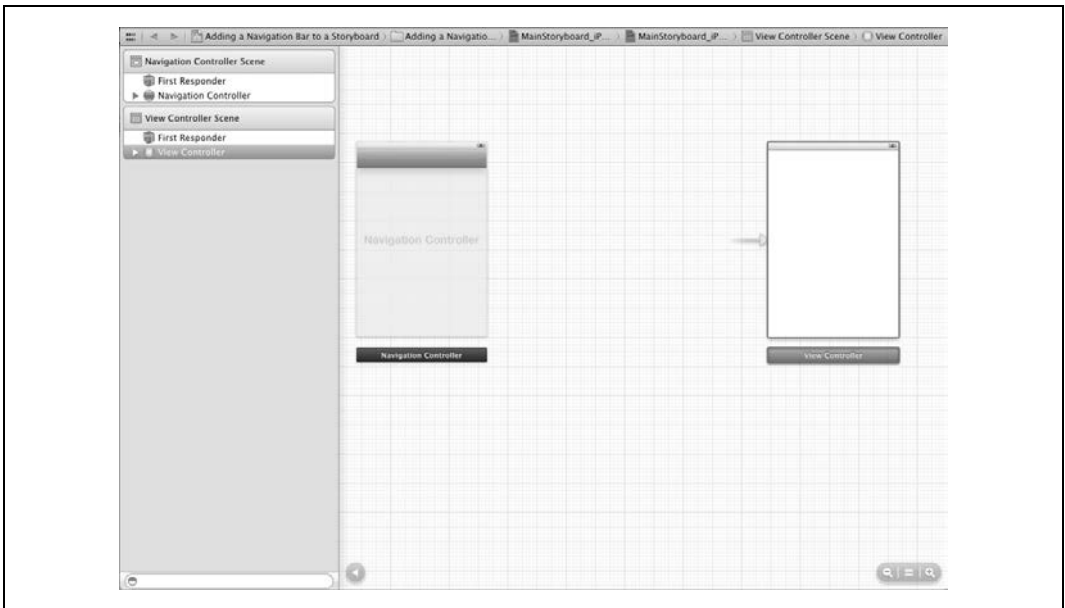 Adding a Navigation Bar to a Storyboard Adding a Navigatio... MainStoryboard_iP... MainStoryboard_iP... View Controller Scene View Controller
Navigation Controller Scene
First Responder
Navigation Controller
View Controller Scene
First Responder
View Controller
Navigation Controller
Navigation Controller
View Controller